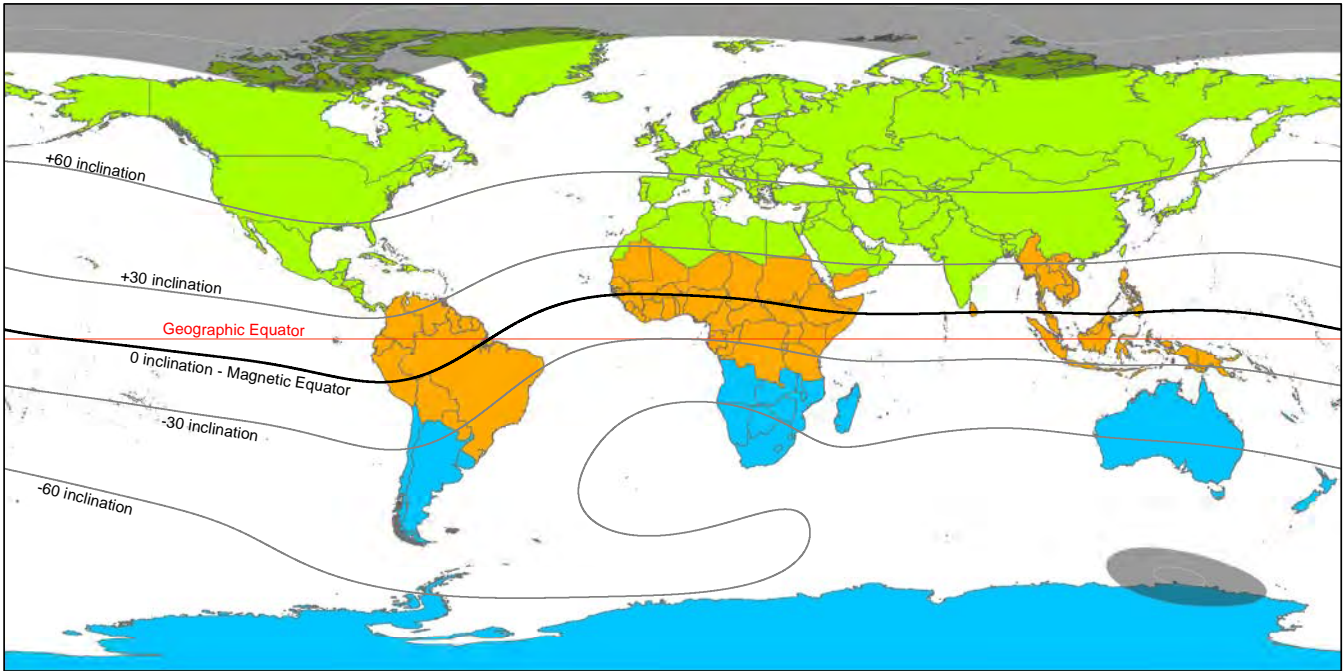 +60 inclination
+30 inclination
Geographic Equator
0 inclination - Magnetic Equator
-30 inclination
-60 inclination